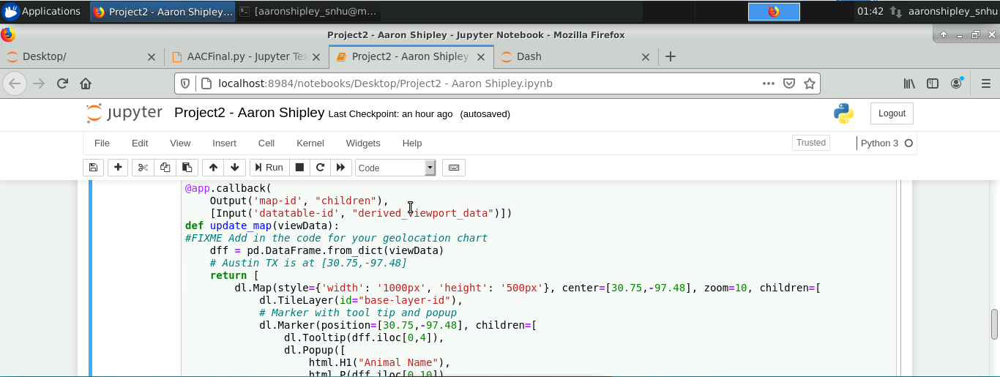 Applications Project2 - Aaron Shipley... [aaronshipley_snhu@m... 01:42 aaronshipley_snhu
Project2 - Aaron Shipley - Jupyter Notebook - Mozilla Firefox
Desktop/ AACFinal.py - Jupyter Te Project2 - Aaron Shipley Dash
localhost:8984/notebooks/Desktop/Project2 - Aaron Shipley.ipynb
jupyter Project2 - Aaron Shipley Last Checkpoint: an hour ago (autosaved) Logout
File Edit View Insert Cell Kernel Widgets Help Trusted Python 3
Run Code
@app.callback(
    Output('map-id', "children"),
    [Input('datatable-id', "derived_viewport_data")])
def update_map(viewData):
#FIXME Add in the code for your geolocation chart
    dff = pd.DataFrame.from_dict(viewData)
    # Austin TX is at [30.75,-97.48]
    return [
        dl.Map(style={'width': '1000px', 'height': '500px'}, center=[30.75,-97.48], zoom=10, children=[
            dl.TileLayer(id="base-layer-id"),
            # Marker with tool tip and popup
            dl.Marker(position=[30.75,-97.48], children=[
                dl.Tooltip(dff.iloc[0,4]),
                dl.Popup([
                    html.H1("Animal Name"),
                    html.P(dff.iloc[0,10])